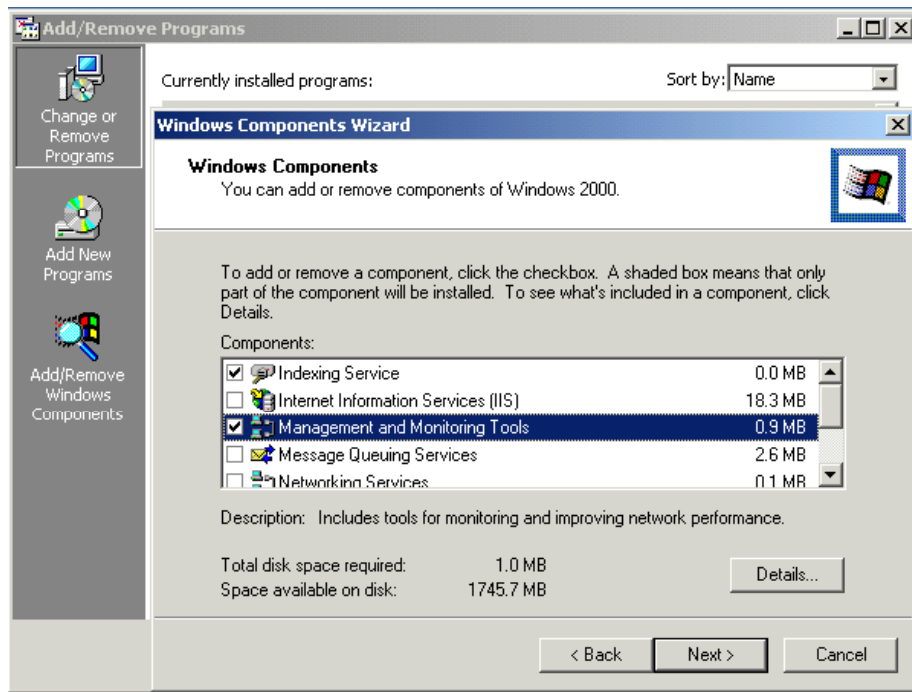 Add/Remove Programs
Change or
Remove
Programs
Add New
Programs
Add/Remove
Windows
Components
Currently installed programs:
Sort by: Name
Windows Components Wizard
Windows Components
You can add or remove components of Windows 2000.
To add or remove a component, click the checkbox. A shaded box means that only
part of the component will be installed. To see what's included in a component, click
Details.
Components:
Indexing Service 0.0 MB
Internet Information Services (IIS) 18.3 MB
Management and Monitoring Tools 0.9 MB
Message Queuing Services 2.6 MB
Networking Services 0.1 MB
Description: Includes tools for monitoring and improving network performance.
Total disk space required: 1.0 MB
Space available on disk: 1745.7 MB
Details...
< Back Next > Cancel